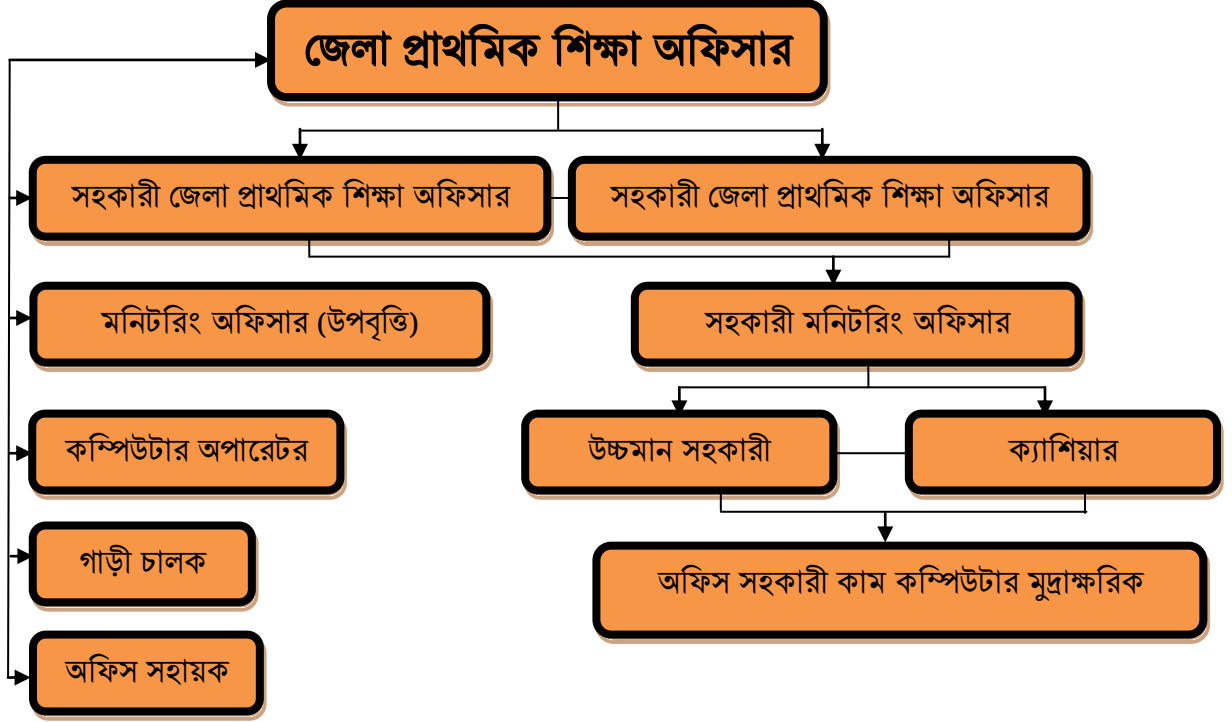 জেলা প্রাথমিক শিক্ষা অফিসার
সহকারী জেলা প্রাথমিক শিক্ষা অফিসার
সহকারী জেলা প্রাথমিক শিক্ষা অফিসার
মনিটরিং অফিসার (উপবৃত্তি)
সহকারী মনিটরিং অফিসার
কম্পিউটার অপারেটর
উচ্চমান সহকারী
ক্যাশিয়ার
গাড়ী চালক
অফিস সহকারী কাম কম্পিউটার মুদ্রাক্ষরিক
অফিস সহায়ক